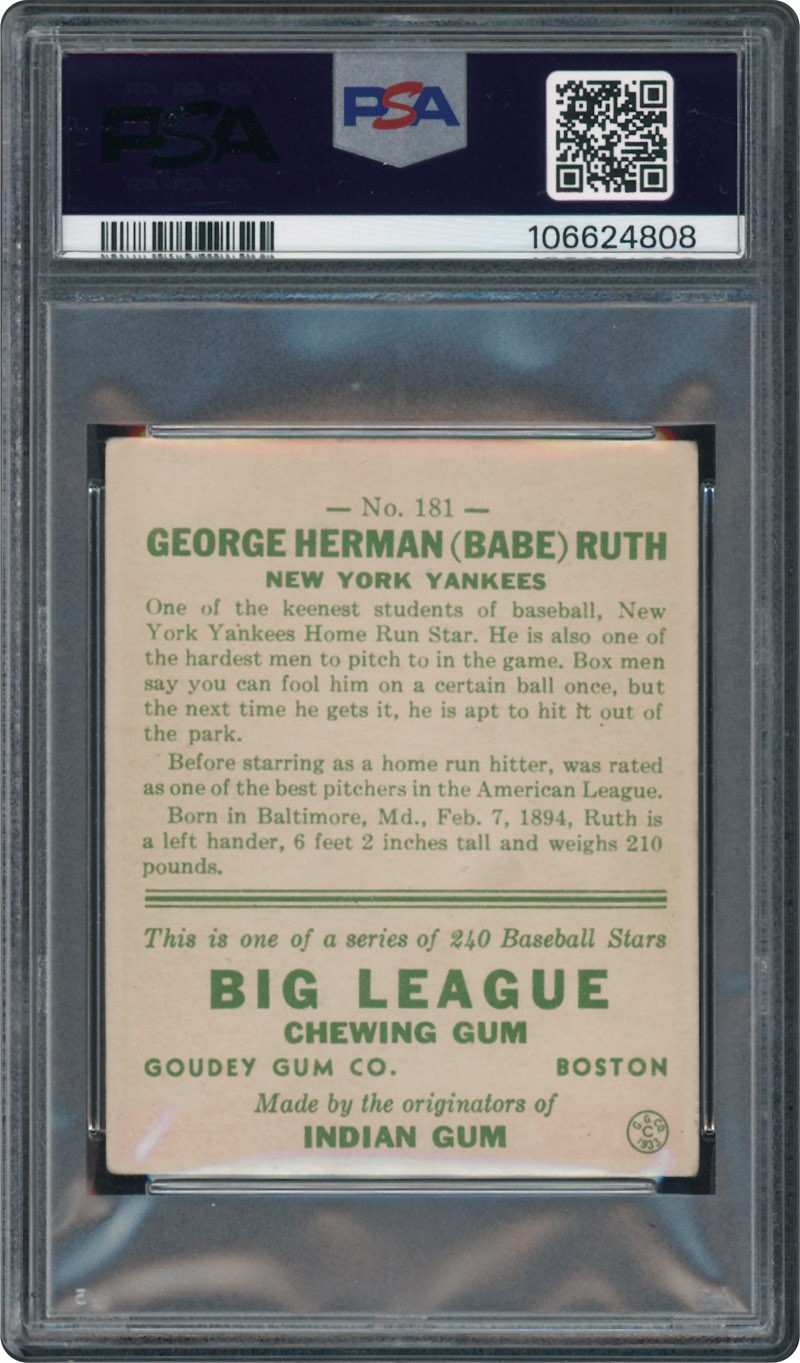 PSA
PSA
106624808
— No. 181 —
GEORGE HERMAN (BABE) RUTH
NEW YORK YANKEES
One of the keenest students of baseball, New
York Yankees Home Run Star. He is also one of
the hardest men to pitch to in the game. Box men
say you can fool him on a certain ball once, but
the next time he gets it, he is apt to hit it out of
the park.
Before starring as a home run hitter, was rated
as one of the best pitchers in the American League.
Born in Baltimore, Md., Feb. 7, 1894, Ruth is
a left hander, 6 feet 2 inches tall and weighs 210
pounds.
This is one of a series of 240 Baseball Stars
BIG LEAGUE
CHEWING GUM
GOUDEY GUM CO. BOSTON
Made by the originators of
INDIAN GUM
G. G. CO.
C
1933